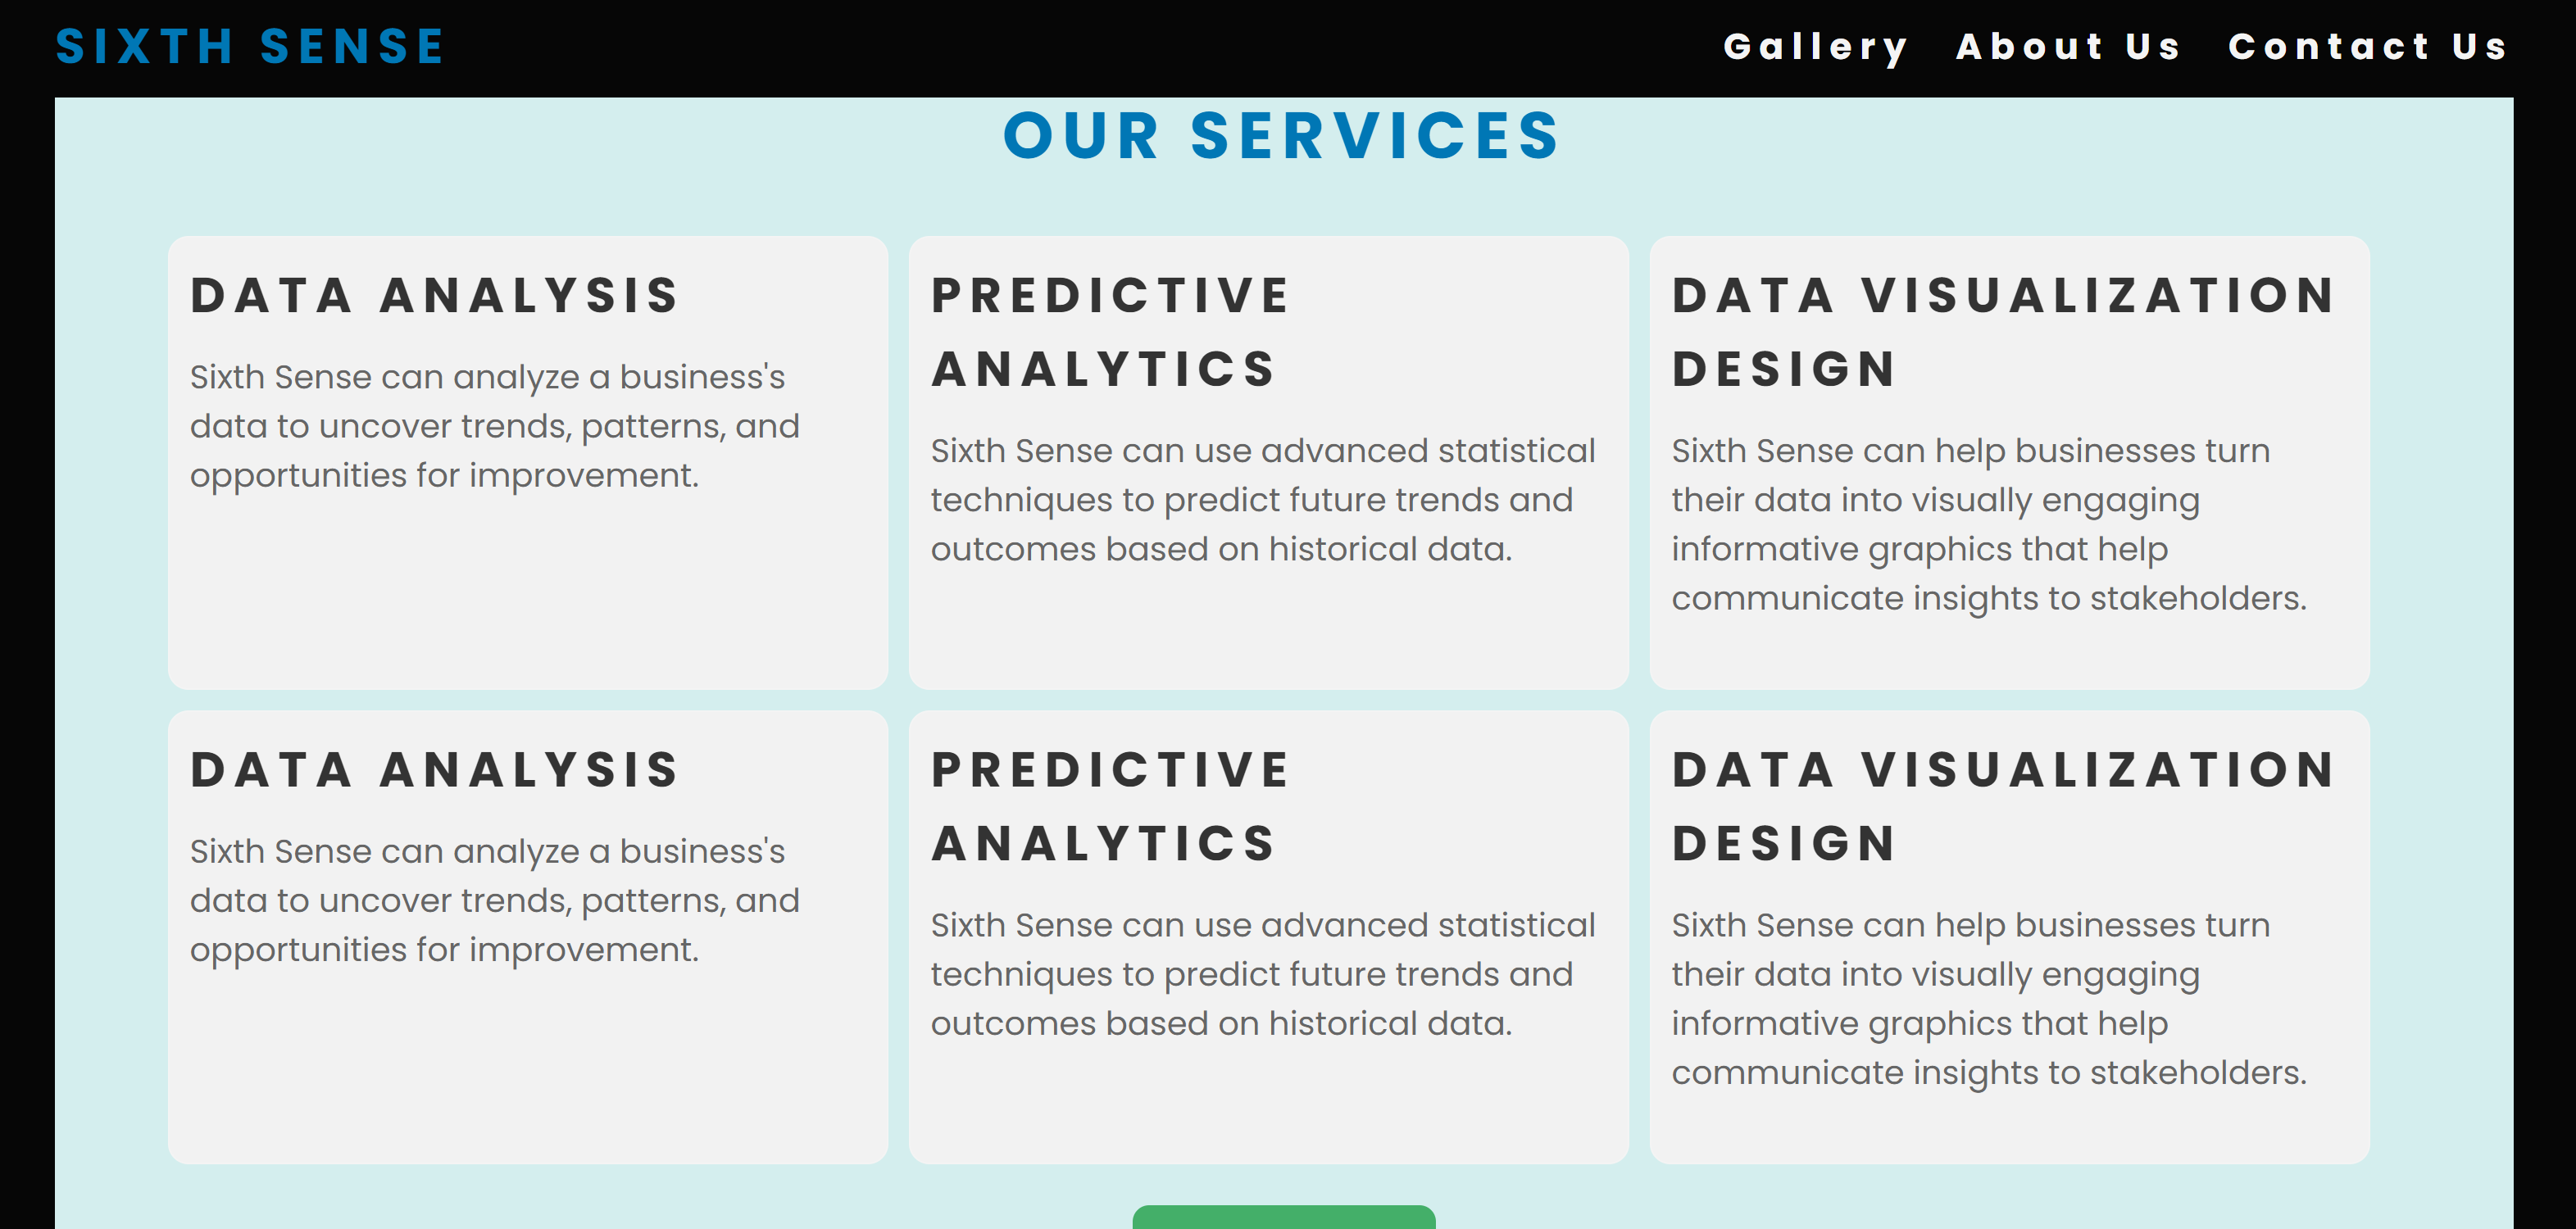 SIXTH SENSE
Gallery About Us Contact Us
OUR SERVICES
DATA ANALYSIS
Sixth Sense can analyze a business's
data to uncover trends, patterns, and
opportunities for improvement.
PREDICTIVE
ANALYTICS
Sixth Sense can use advanced statistical
techniques to predict future trends and
outcomes based on historical data.
DATA VISUALIZATION
DESIGN
Sixth Sense can help businesses turn
their data into visually engaging
informative graphics that help
communicate insights to stakeholders.
DATA ANALYSIS
Sixth Sense can analyze a business's
data to uncover trends, patterns, and
opportunities for improvement.
PREDICTIVE
ANALYTICS
Sixth Sense can use advanced statistical
techniques to predict future trends and
outcomes based on historical data.
DATA VISUALIZATION
DESIGN
Sixth Sense can help businesses turn
their data into visually engaging
informative graphics that help
communicate insights to stakeholders.